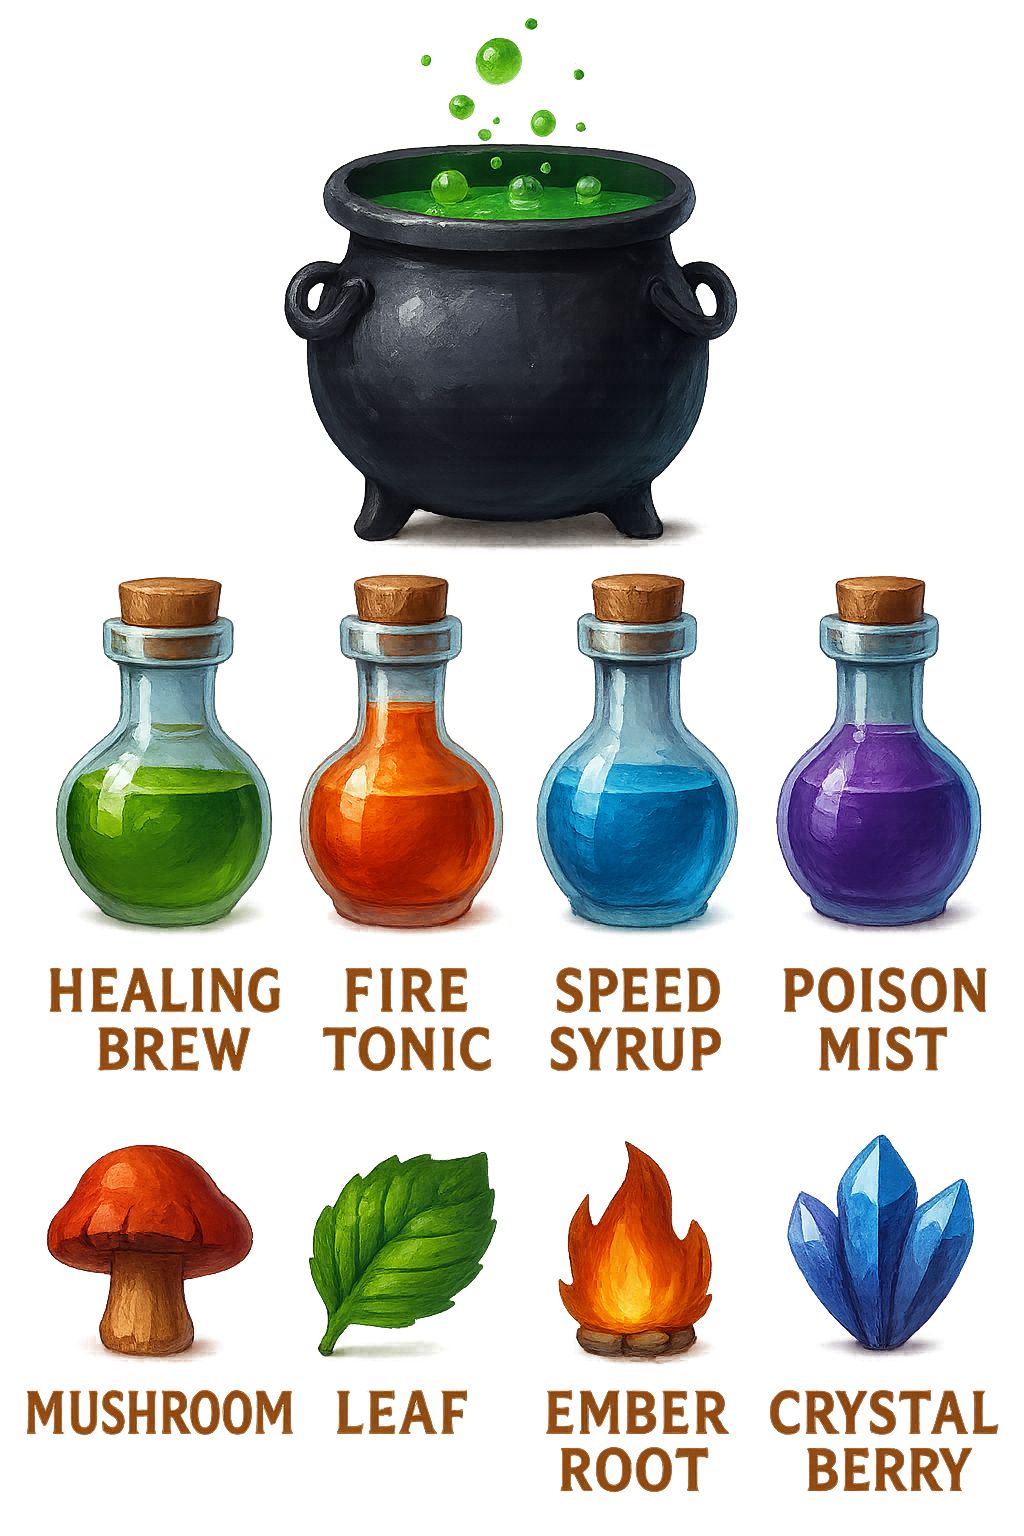 HEALING
BREW
FIRE
TONIC
SPEED
SYRUP
POISON
MIST
MUSHROOM
LEAF
EMBER
ROOT
CRYSTAL
BERRY